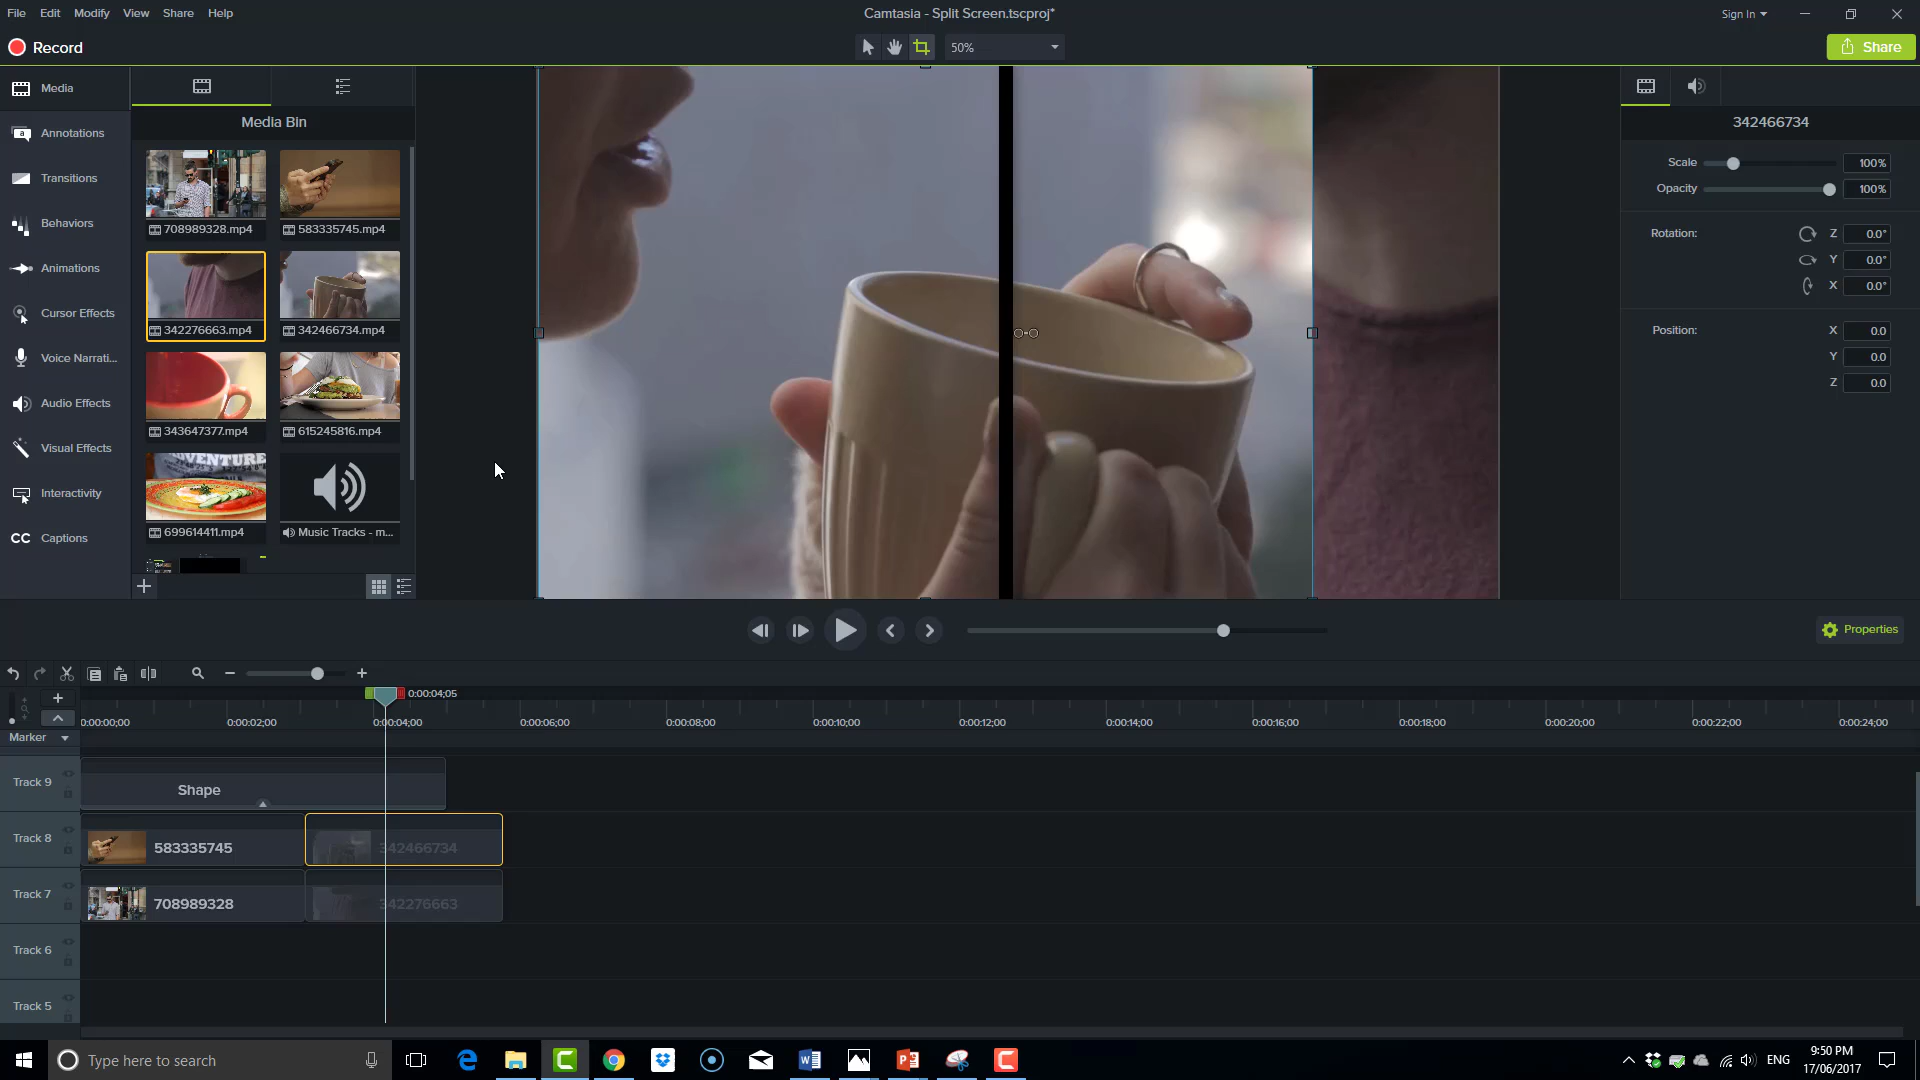 File Edit Modify View Share Help
Camtasia - Split Screen.tscproj*
Sign In
Record
50%
Share
Media
Annotations
Transitions
Behaviors
Animations
Cursor Effects
Voice Narrati...
Audio Effects
Visual Effects
Interactivity
CC Captions
Media Bin
708989328.mp4
583335745.mp4
342276663.mp4
342466734.mp4
343647377.mp4
615245816.mp4
699614411.mp4
Music Tracks - m...
342466734
Scale 100%
Opacity 100%
Rotation: Z 0.0°
Y 0.0°
X 0.0°
Position: X 0.0
Y 0.0
Z 0.0
Properties
0:00:04;05
0:00:00;00 0:00:02;00 0:00:04;00 0:00:06;00 0:00:08;00 0:00:10;00 0:00:12;00 0:00:14;00 0:00:16;00 0:00:18;00 0:00:20;00 0:00:22;00 0:00:24;00
Marker
Track 9 Shape
Track 8 583335745 342466734
Track 7 708989328 342276663
Track 6
Track 5
Type here to search
ENG
9:50 PM
17/06/2017